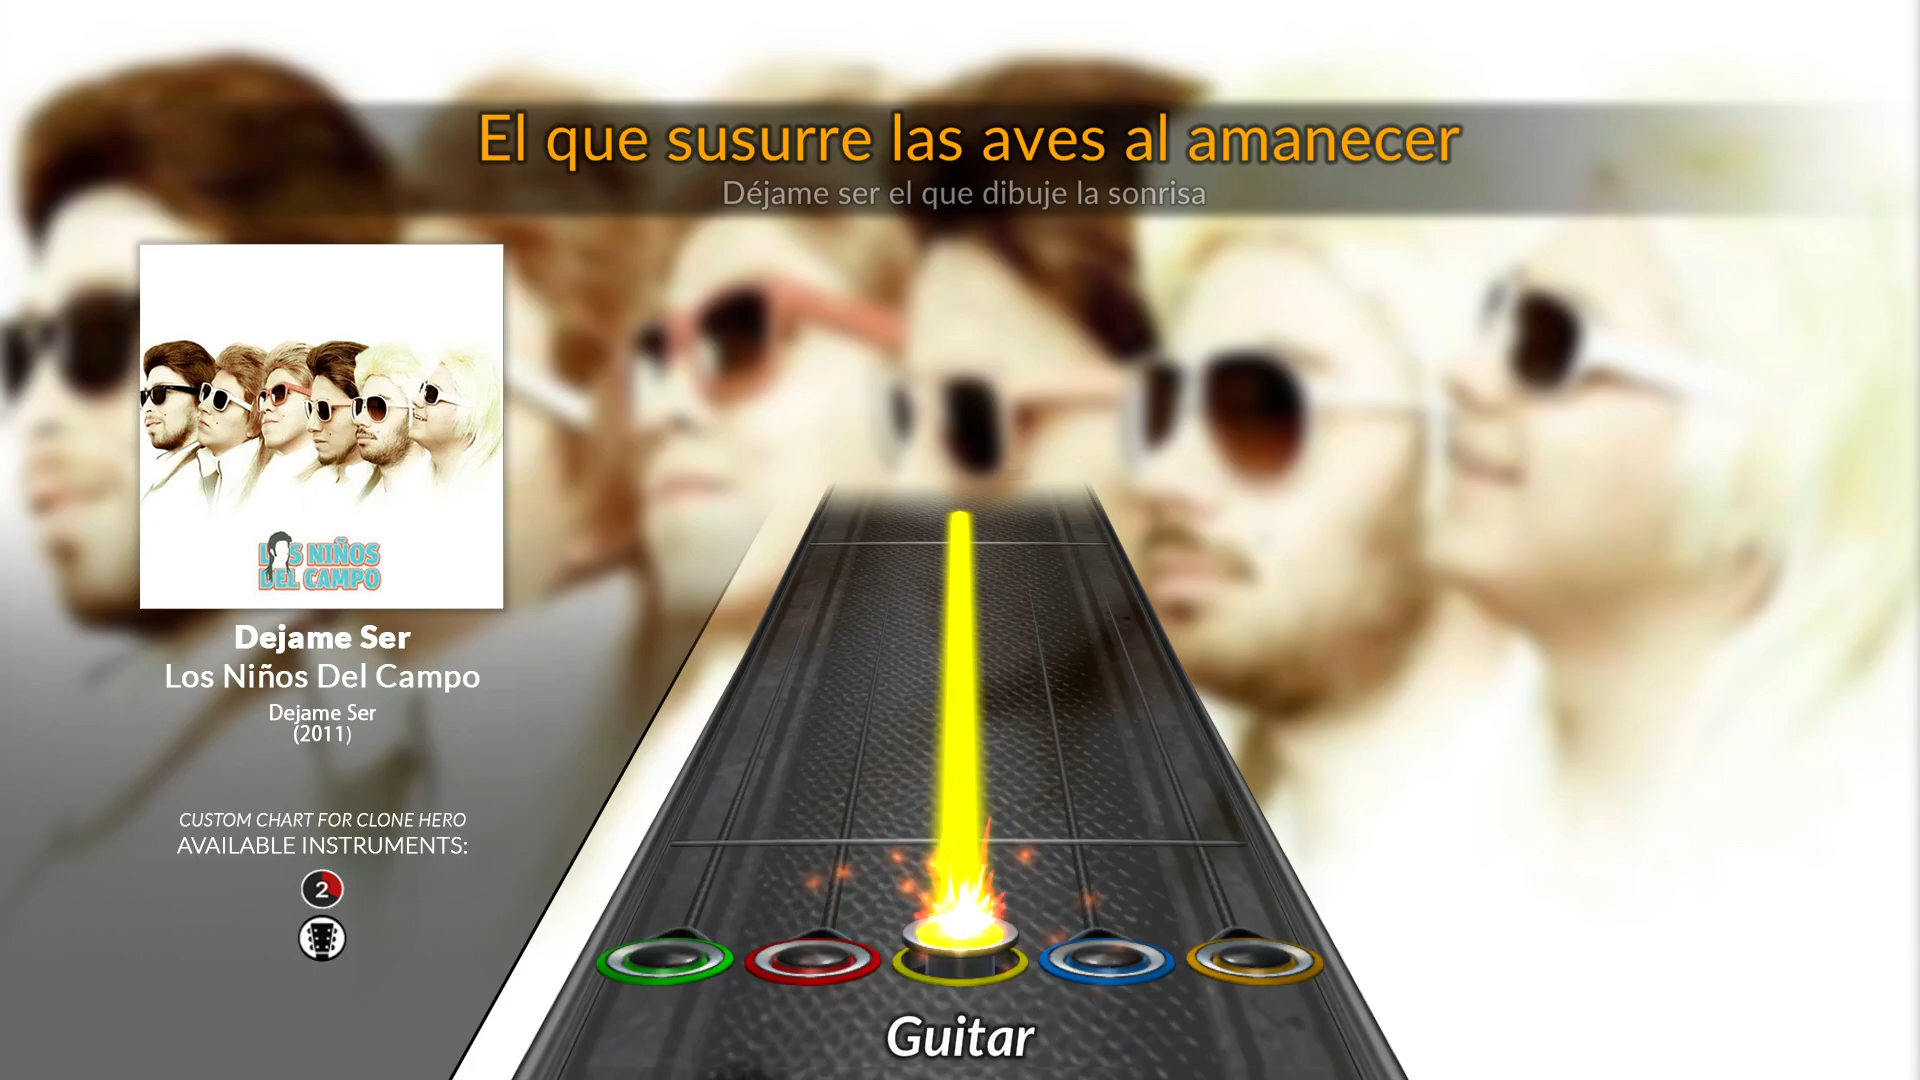 El que susurre las aves al amanecer
Déjame ser el que dibuje la sonrisa
LOS NIÑOS
DEL CAMPO
Dejame Ser
Los Niños Del Campo
Dejame Ser
(2011)
CUSTOM CHART FOR CLONE HERO
AVAILABLE INSTRUMENTS:
2
Guitar